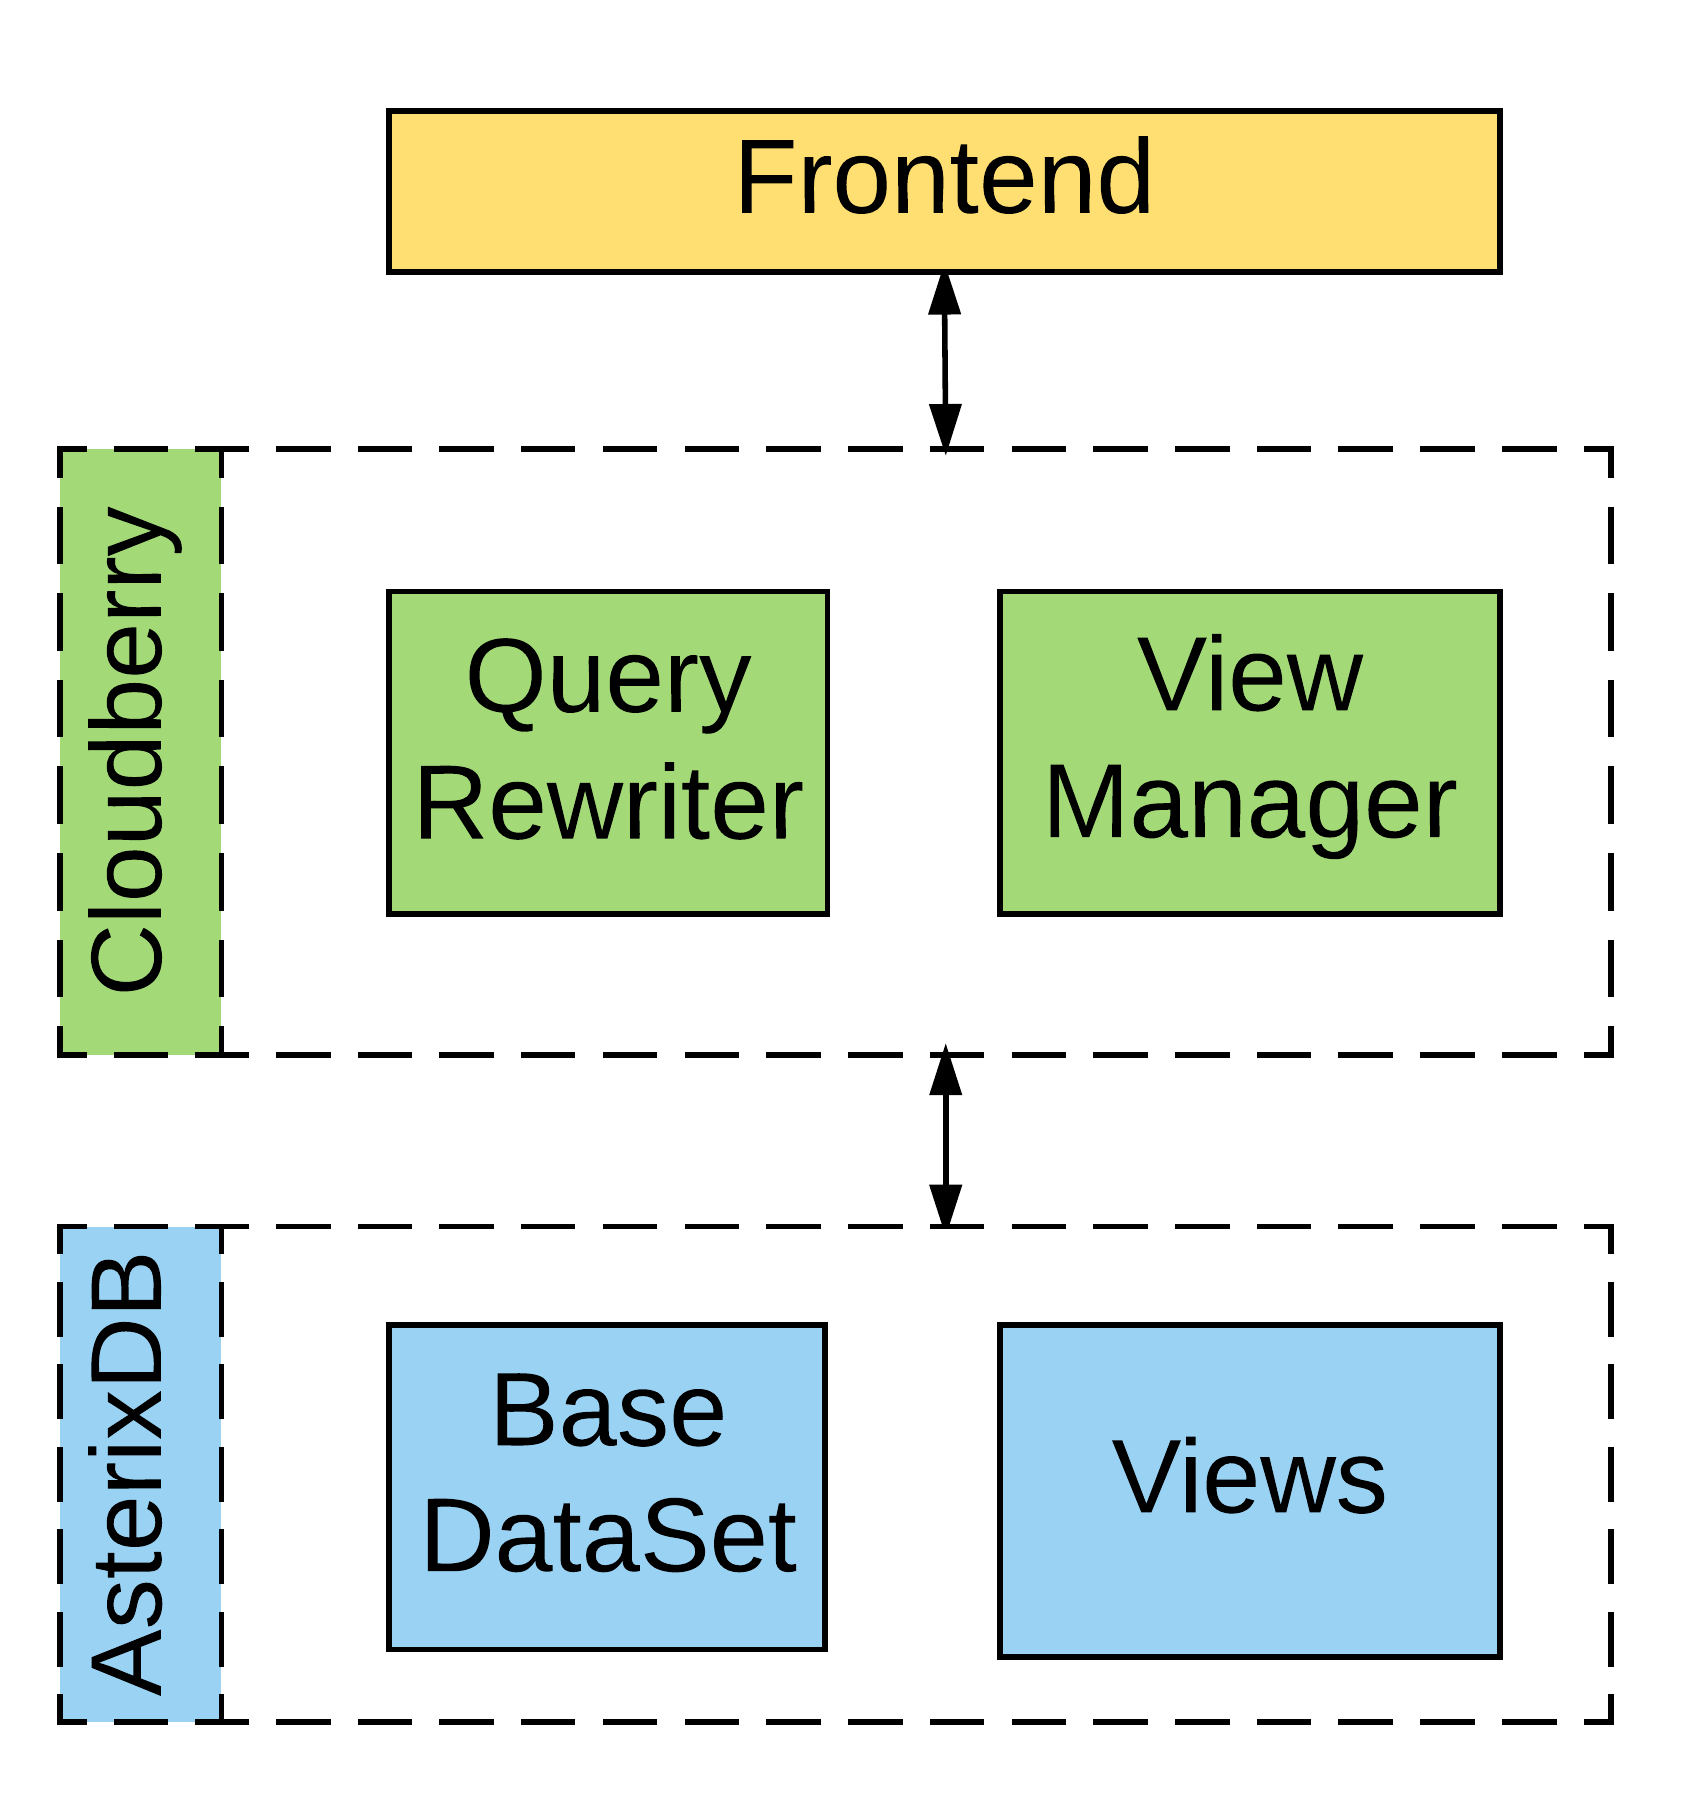 Frontend
Cloudberry
Query
Rewriter
View
Manager
AsterixDB
Base
DataSet
Views